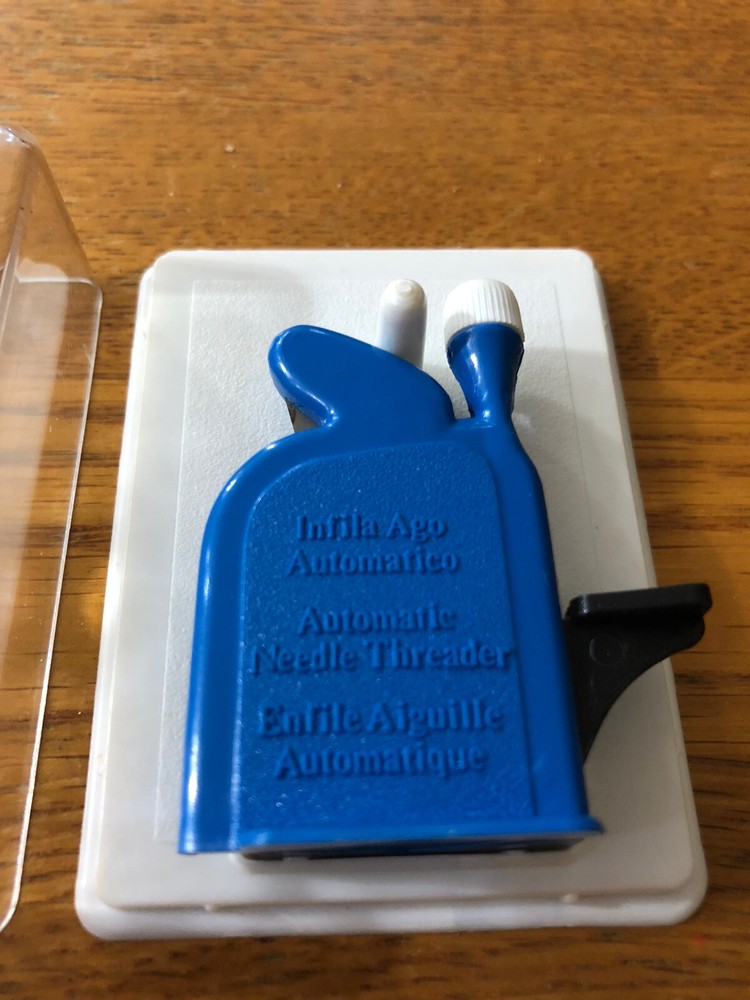 Infila Ago
Automatico
Automatic
Needle Threader
Enfile Aiguille
Automatique